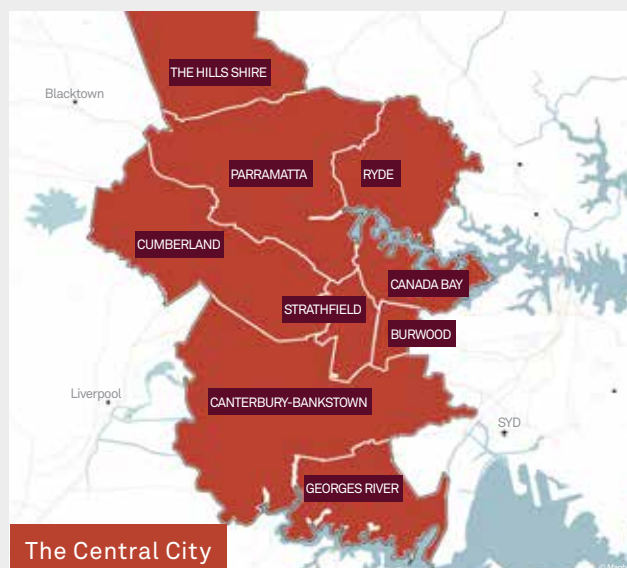 THE HILLS SHIRE
Blacktown
PARRAMATTA
RYDE
CUMBERLAND
CANADA BAY
STRATHFIELD
BURWOOD
Liverpool
CANTERBURY-BANKSTOWN
SYD
GEORGES RIVER
The Central City